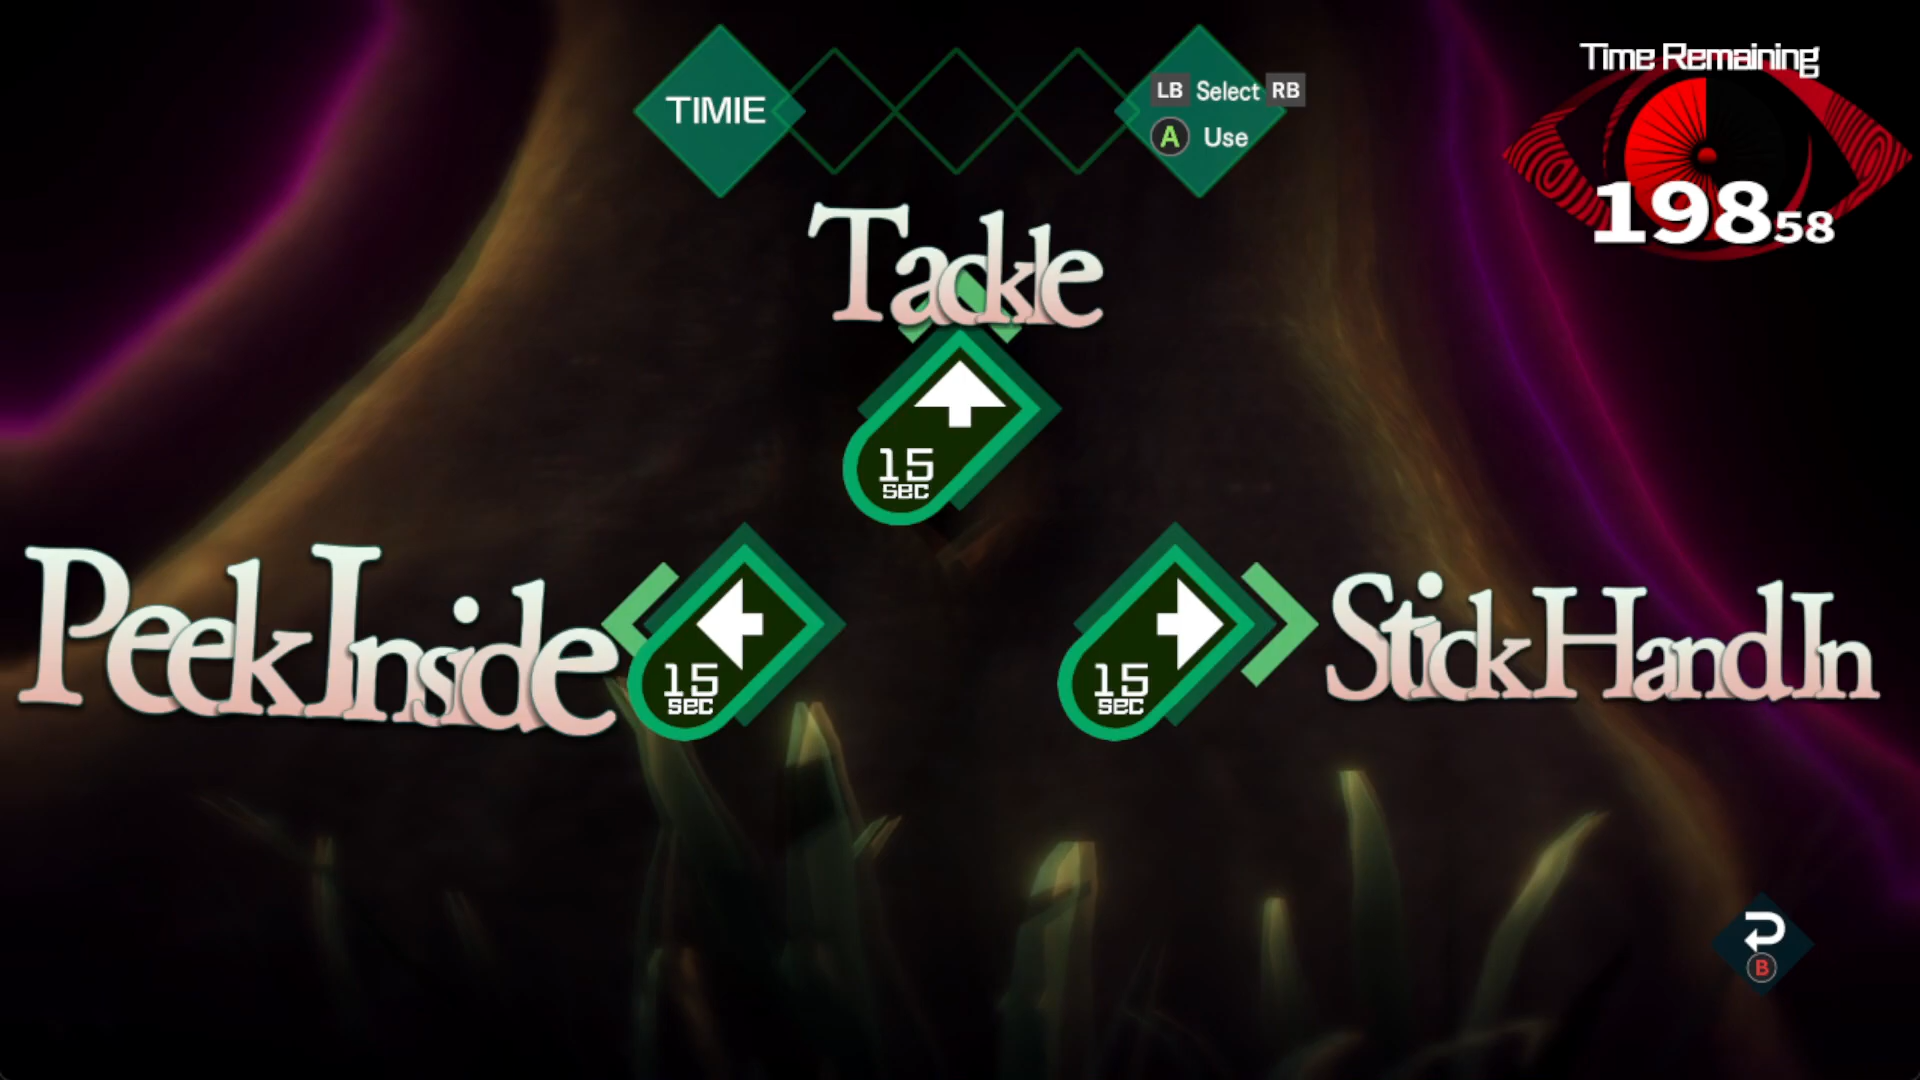 TIMIE
LB Select RB
A Use
Time Remaining
198 58
Tackle
15
sec
Peek Inside
15
sec
15
sec
Stick Hand In
B